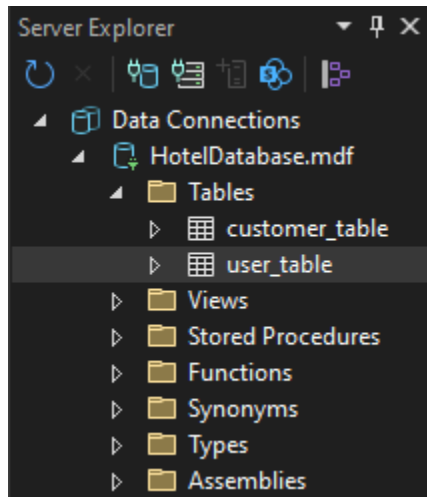 Server Explorer
Data Connections
HotelDatabase.mdf
Tables
customer_table
user_table
Views
Stored Procedures
Functions
Synonyms
Types
Assemblies